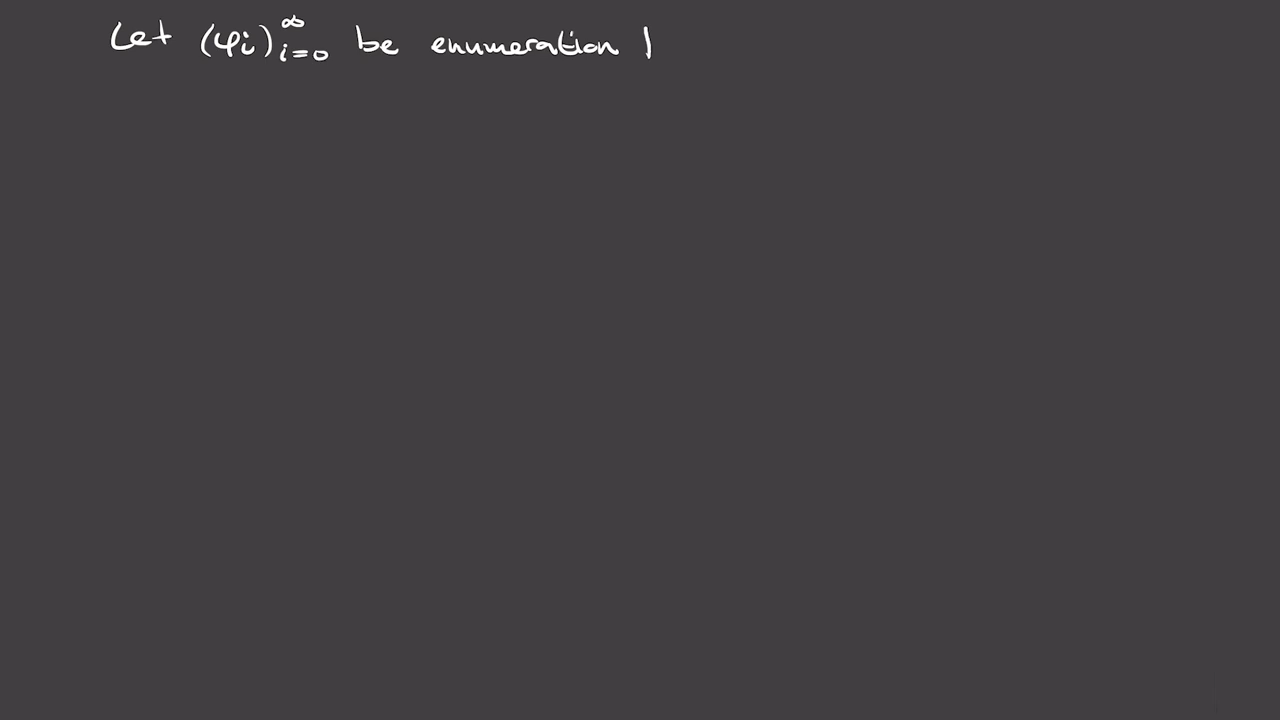 Let (φi)_{i=0}^∞ be enumeration